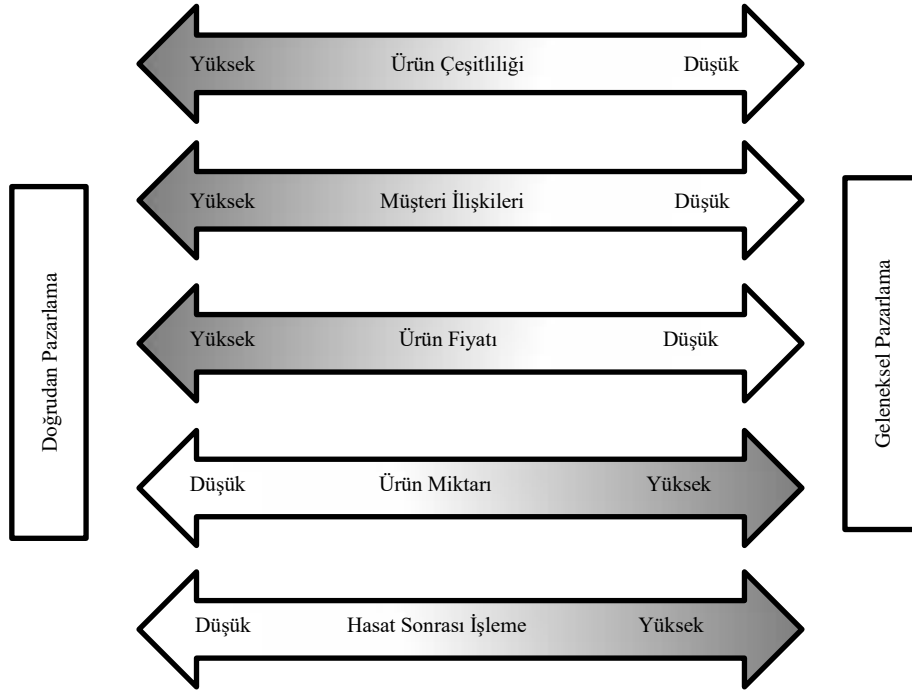 Yüksek Ürün Çeşitliliği Düşük
Yüksek Müşteri İlişkileri Düşük
Yüksek Ürün Fiyatı Düşük
Düşük Ürün Miktarı Yüksek
Düşük Hasat Sonrası İşleme Yüksek
Doğrudan Pazarlama
Geleneksel Pazarlama